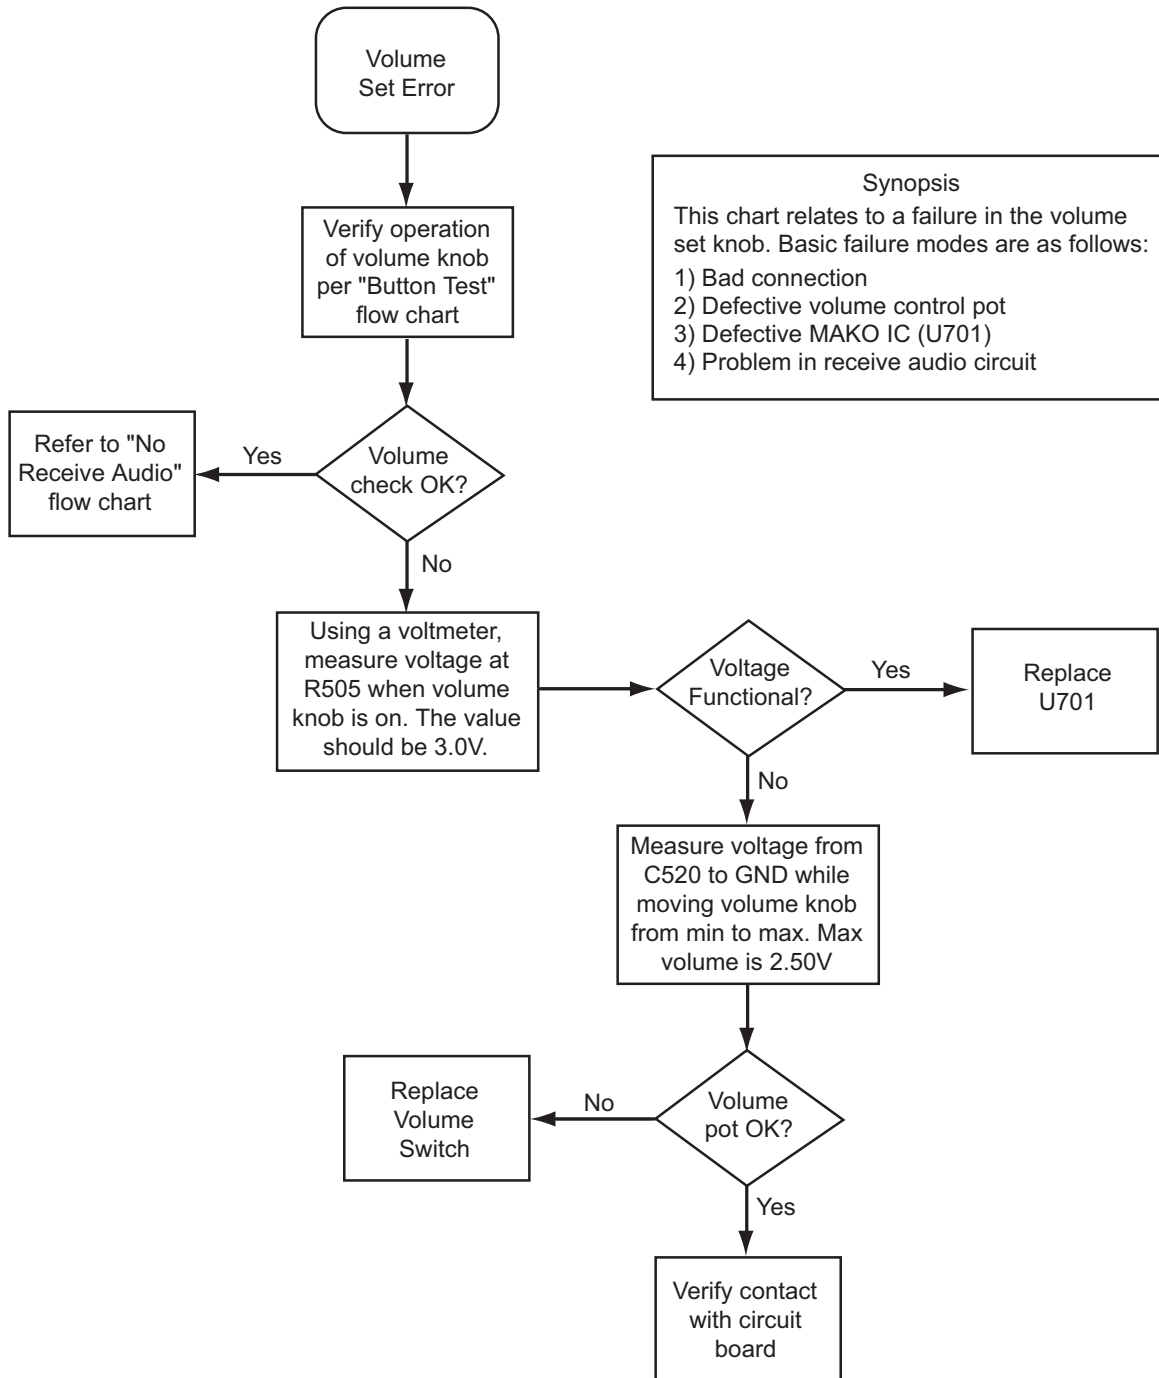 Volume
Set Error
Verify operation
of volume knob
per "Button Test"
flow chart
Synopsis
This chart relates to a failure in the volume
set knob. Basic failure modes are as follows:
1) Bad connection
2) Defective volume control pot
3) Defective MAKO IC (U701)
4) Problem in receive audio circuit
Refer to "No
Receive Audio"
flow chart
Yes
Volume
check OK?
No
Using a voltmeter,
measure voltage at
R505 when volume
knob is on. The value
should be 3.0V.
Voltage
Functional?
Yes
Replace
U701
No
Measure voltage from
C520 to GND while
moving volume knob
from min to max. Max
volume is 2.50V
Replace
Volume
Switch
No
Volume
pot OK?
Yes
Verify contact
with circuit
board